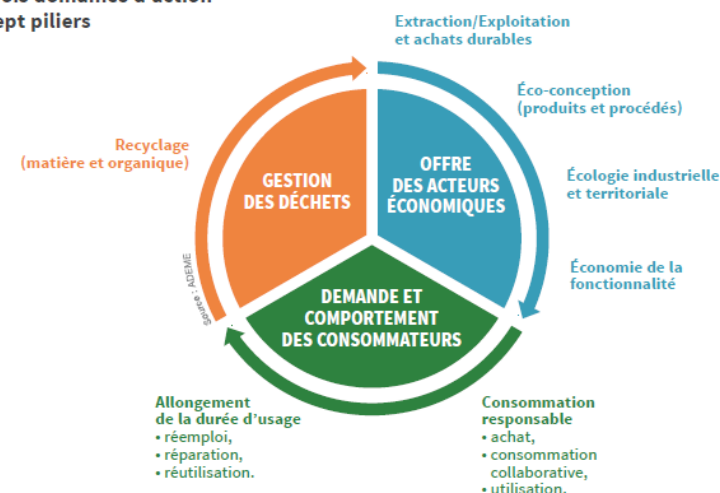 sept piliers
Extraction/Exploitation
et achats durables
Éco-conception
(produits et procédés)
Écologie industrielle
et territoriale
Économie de la
fonctionnalité
Recyclage
(matière et organique)
GESTION
DES DÉCHETS
OFFRE
DES ACTEURS
ÉCONOMIQUES
DEMANDE ET
COMPORTEMENT
DES CONSOMMATEURS
Source : ADEME
Allongement
de la durée d’usage
• réemploi,
• réparation,
• réutilisation.
Consommation
responsable
• achat,
• consommation
collaborative,
• utilisation.